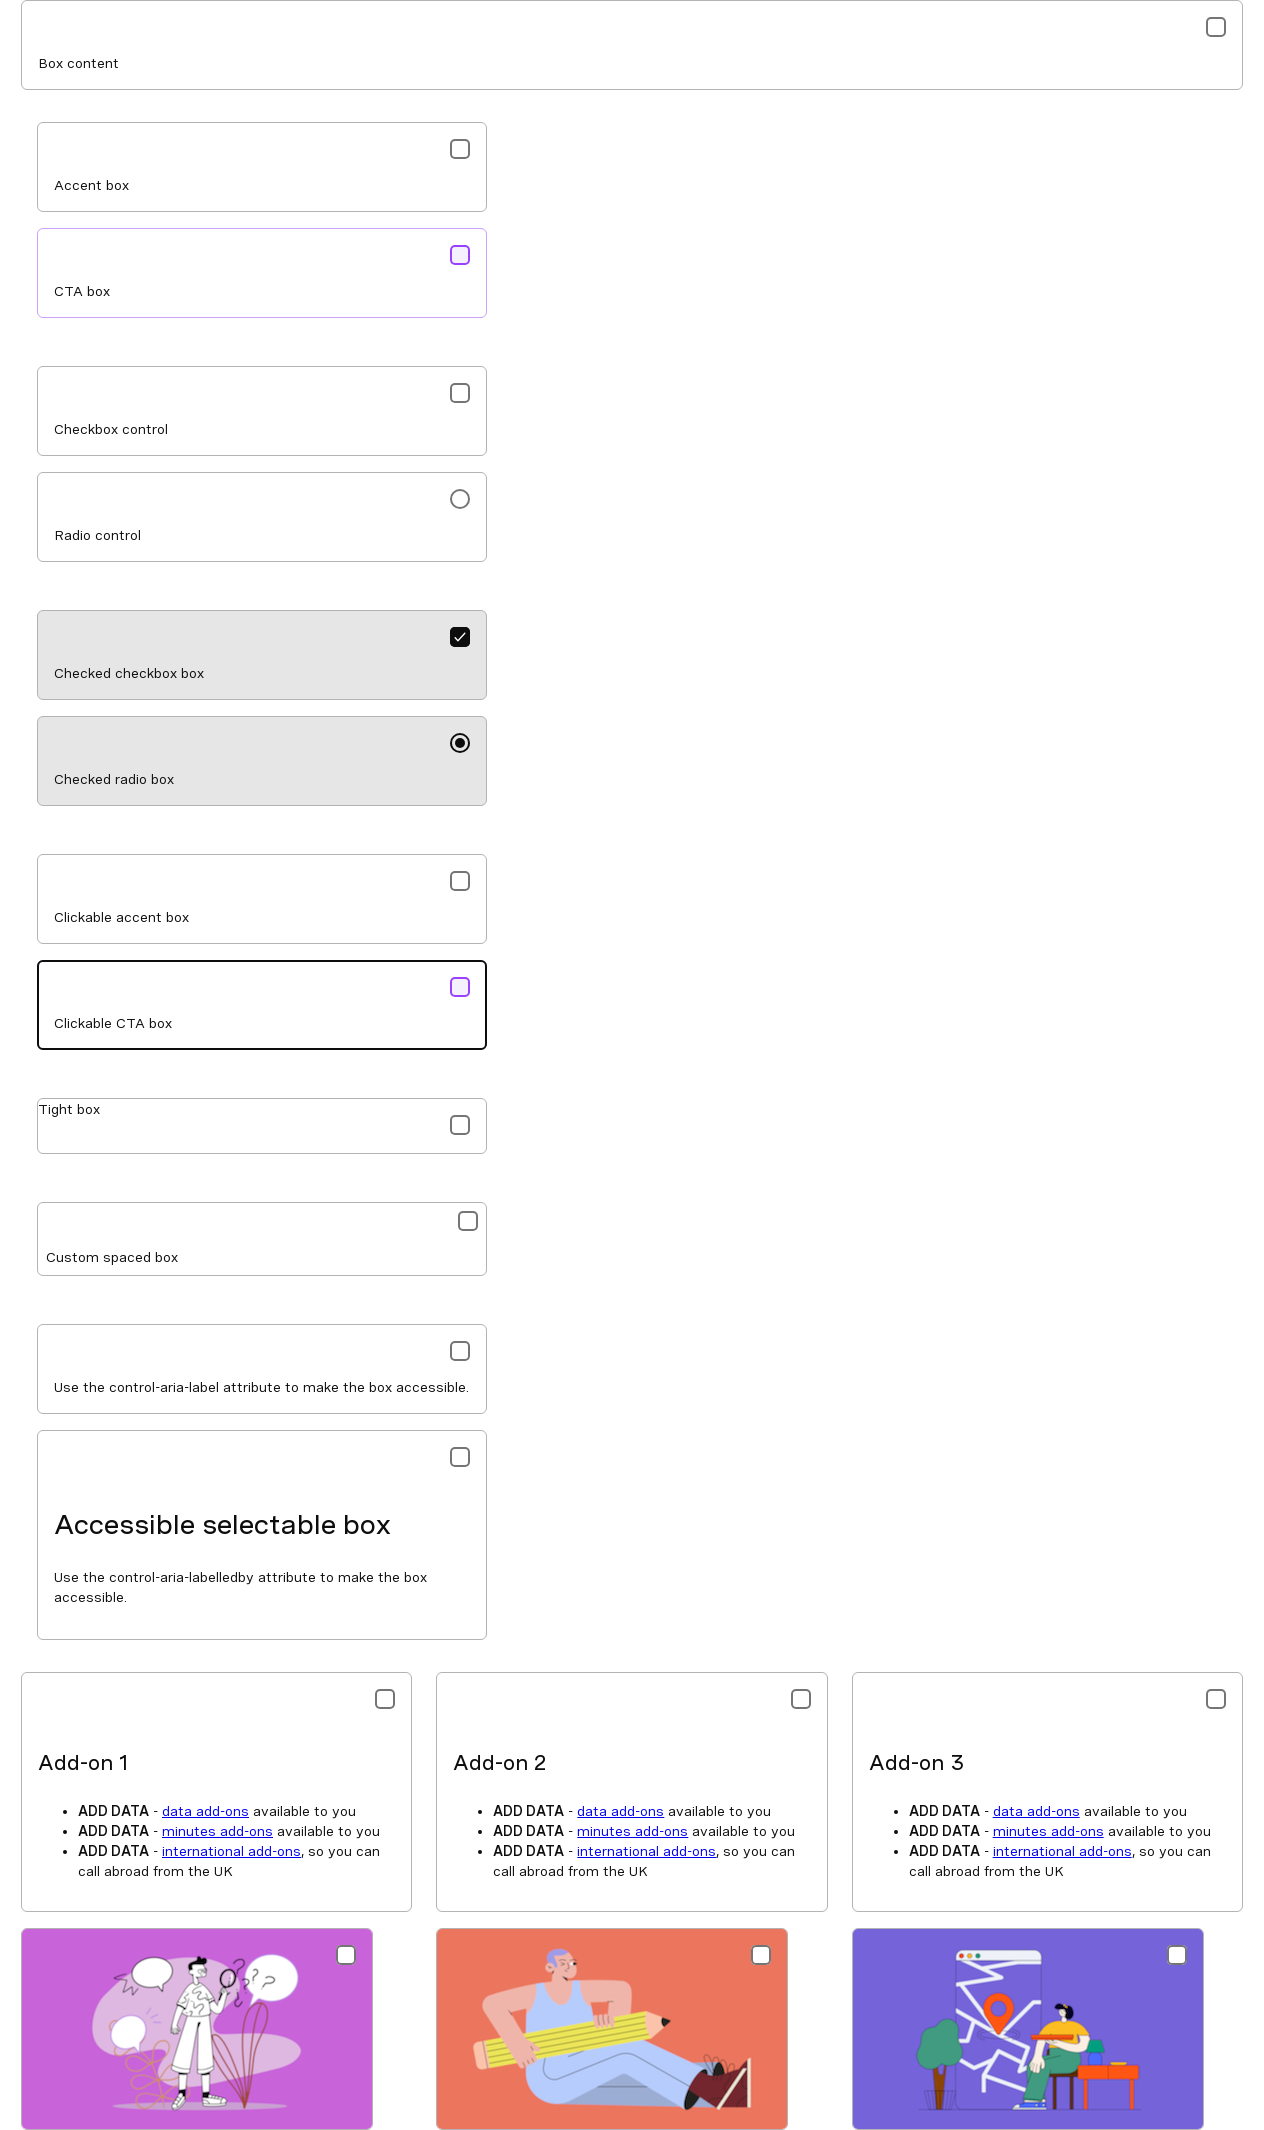 Box content
Accent box
CTA box
Checkbox control
Radio control
Checked checkbox box
Checked radio box
Clickable accent box
Clickable CTA box
Tight box
Custom spaced box
Use the control-aria-label attribute to make the box accessible.
Accessible selectable box
Use the control-aria-labelledby attribute to make the box
accessible.
Add-on 1
• ADD DATA - data add-ons available to you
• ADD DATA - minutes add-ons available to you
• ADD DATA - international add-ons, so you can
call abroad from the UK
Add-on 2
• ADD DATA - data add-ons available to you
• ADD DATA - minutes add-ons available to you
• ADD DATA - international add-ons, so you can
call abroad from the UK
Add-on 3
• ADD DATA - data add-ons available to you
• ADD DATA - minutes add-ons available to you
• ADD DATA - international add-ons, so you can
call abroad from the UK